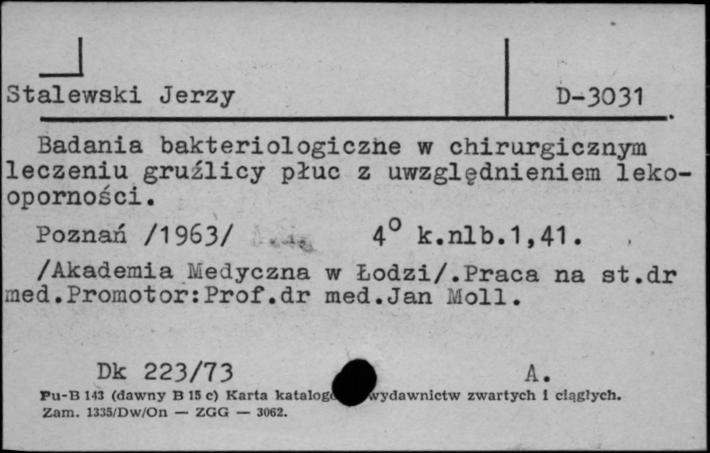 Stalewski Jerzy
D-3031
Badania bakteriologiczne w chirurgicznym
leczeniu gruźlicy płuc z uwzględnieniem leko-
oporności.
Poznań /1963/ 4° k.nlb.1,41.
/Akademia Medyczna w Łodzi/.Praca na st.dr
med.Promotor:Prof.dr med.Jan Moll.
Dk 223/73 A.
Pu-B 143 (dawny B 15 c) Karta katalogo wydawnictw zwartych i ciągłych.
Zam. 1335/Dw/On — ZGG — 3062.